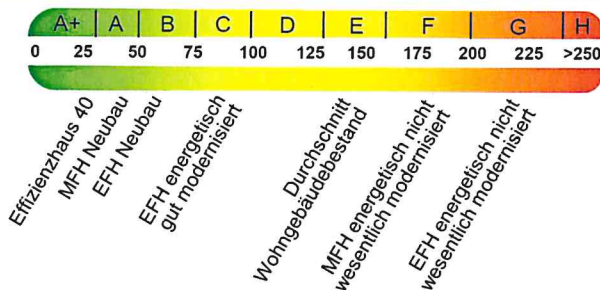 A+ A B C D E F G H
0 25 50 75 100 125 150 175 200 225 >250
Effizienzhaus 40
MFH Neubau
EFH Neubau
EFH energetisch
gut modernisiert
Durchschnitt
Wohngebäudebestand
MFH energetisch nicht
wesentlich modernisiert
EFH energetisch nicht
wesentlich modernisiert